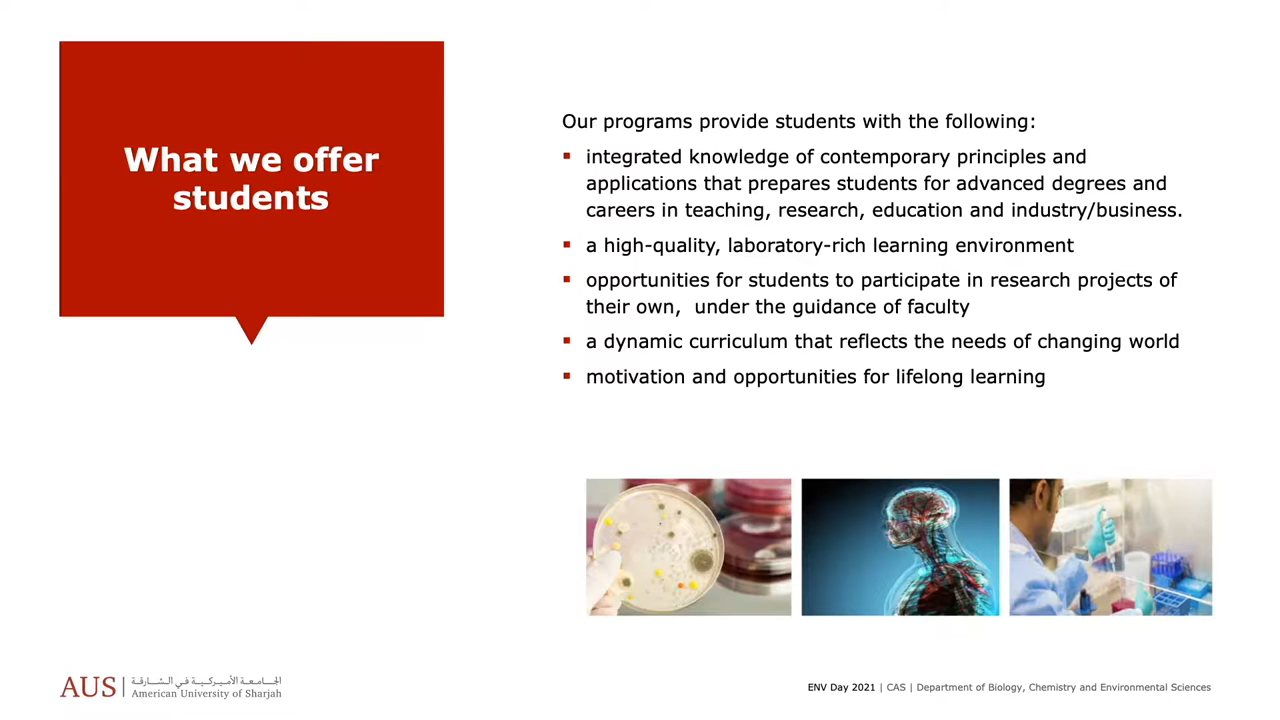 What we offer
students
Our programs provide students with the following:
▪ integrated knowledge of contemporary principles and
applications that prepares students for advanced degrees and
careers in teaching, research, education and industry/business.
▪ a high-quality, laboratory-rich learning environment
▪ opportunities for students to participate in research projects of
their own,  under the guidance of faculty
▪ a dynamic curriculum that reflects the needs of changing world
▪ motivation and opportunities for lifelong learning
AUS
الجامعة الأميركية في الشارقة
American University of Sharjah
ENV Day 2021 | CAS | Department of Biology, Chemistry and Environmental Sciences